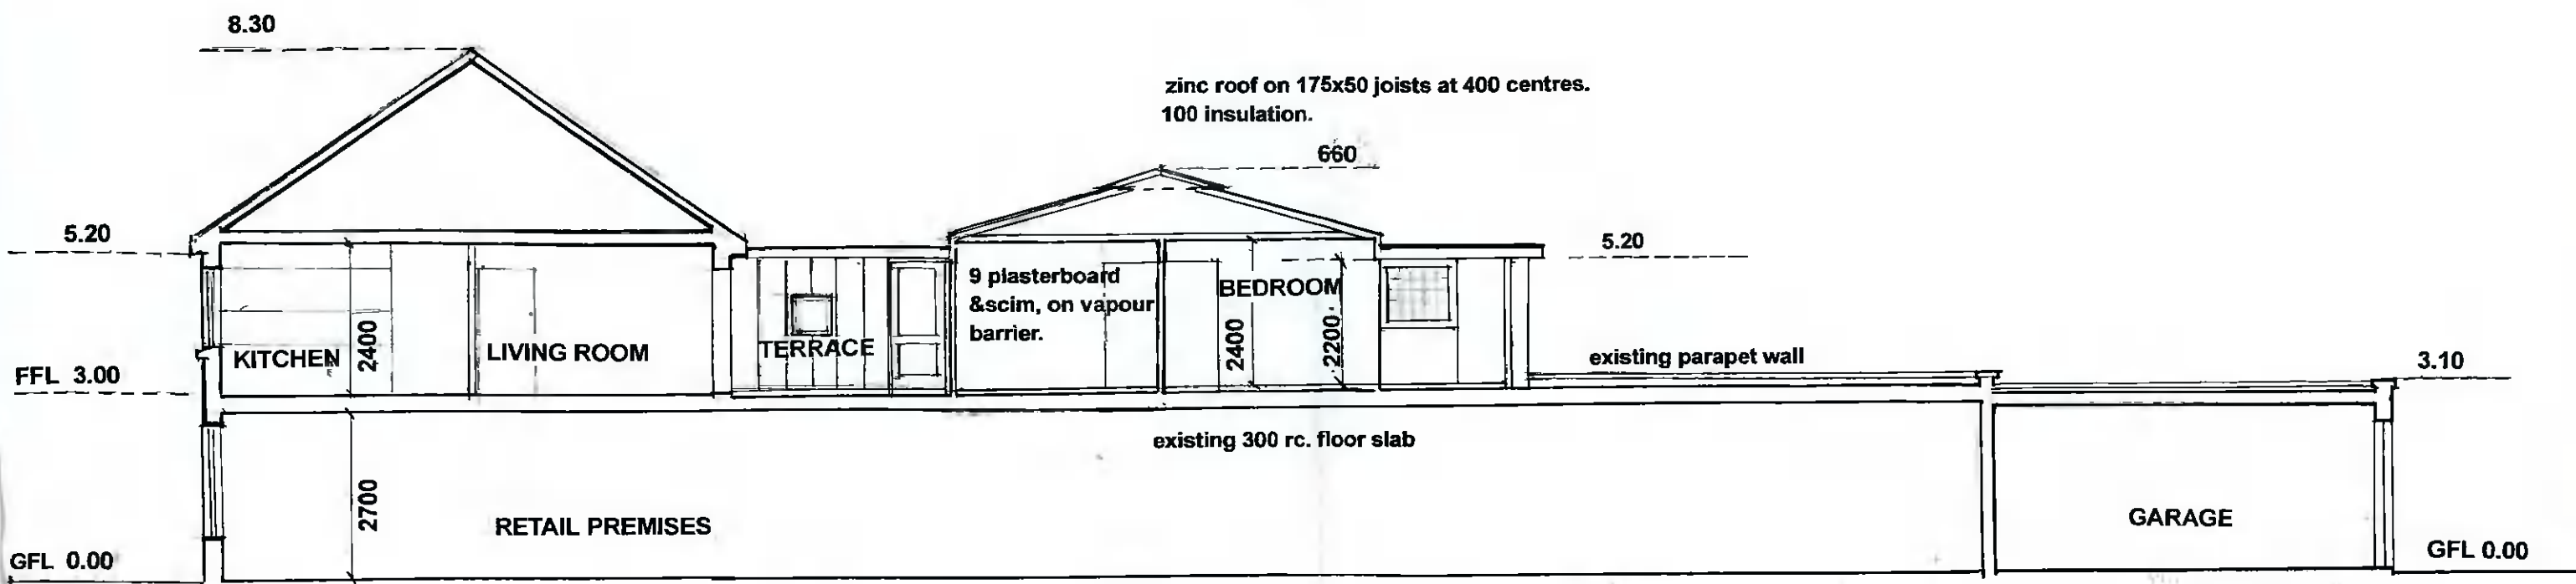 8.30
zinc roof on 175x50 joists at 400 centres.
100 insulation.
660
5.20
5.20
9 plasterboard
&scim, on vapour
barrier.
BEDROOM
KITCHEN
2400
LIVING ROOM
TERRACE
2400
2200
existing parapet wall
FFL 3.00
3.10
existing 300 rc. floor slab
2700
RETAIL PREMISES
GARAGE
GFL 0.00
GFL 0.00